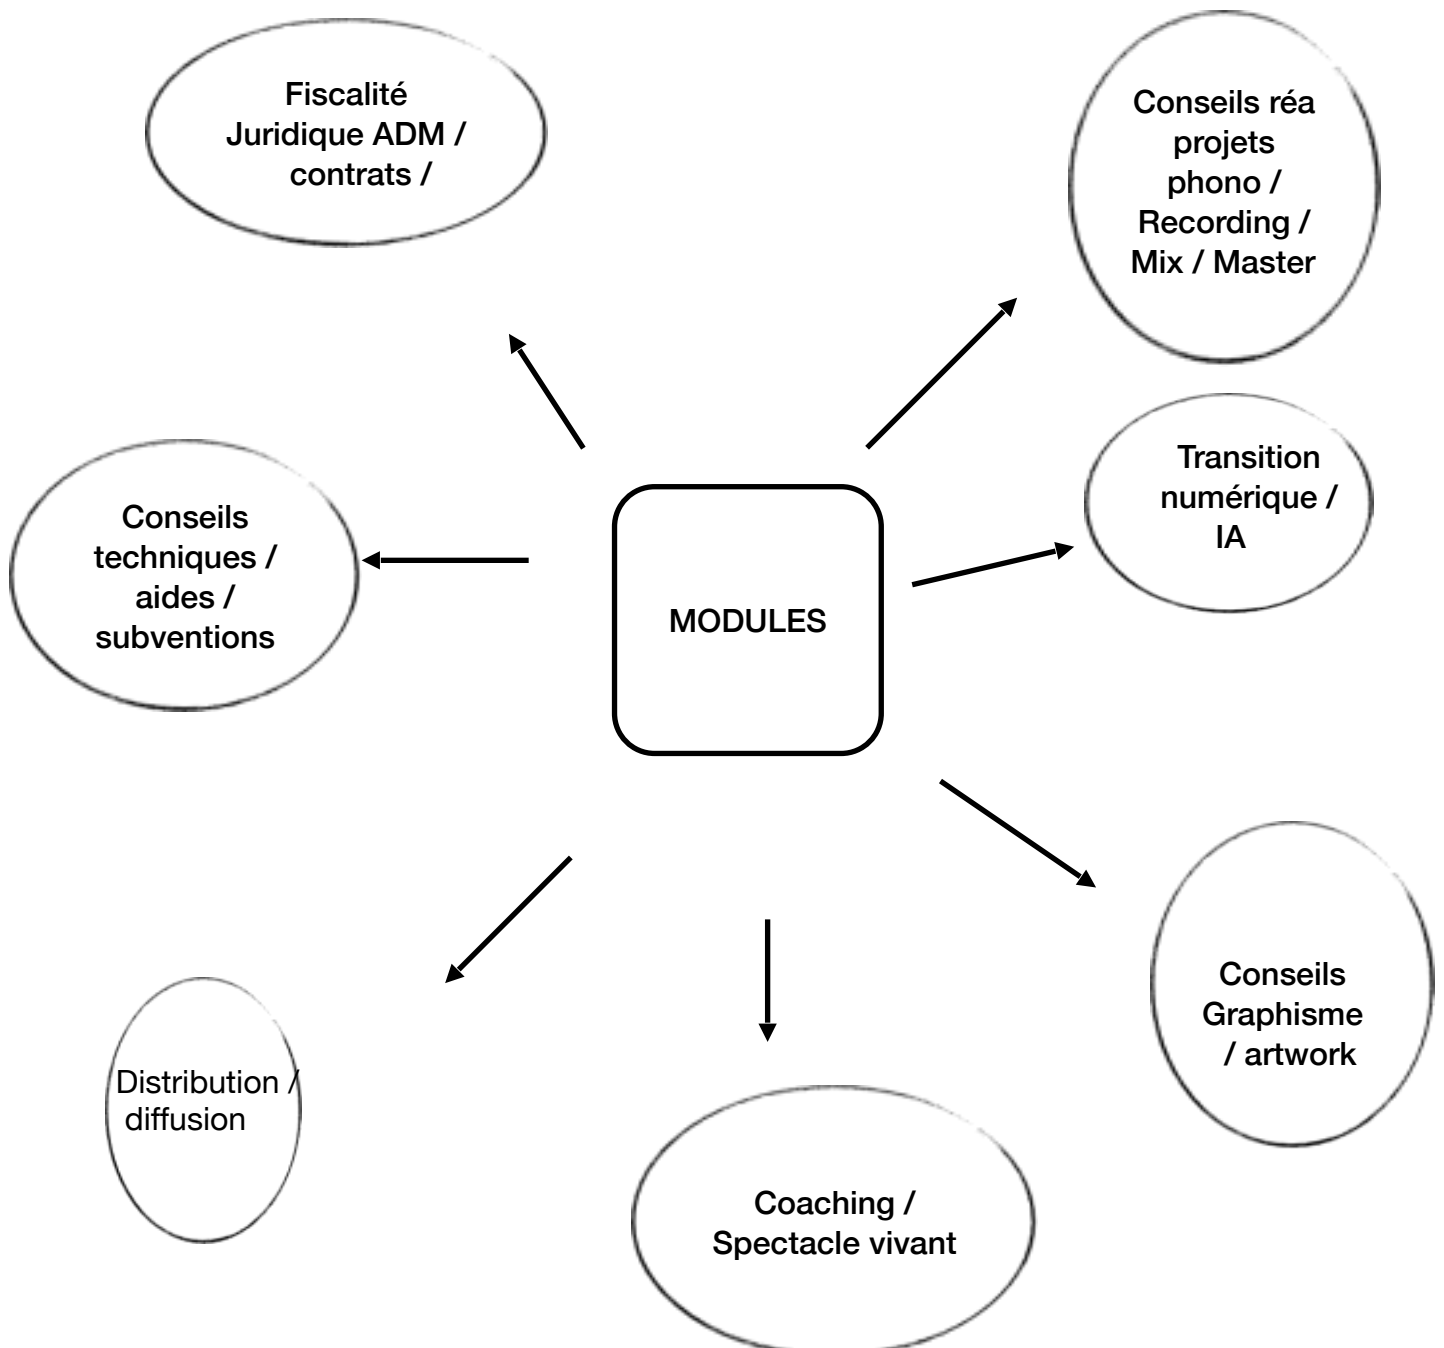 Fiscalité
Juridique ADM /
contrats /
Conseils réa
projets
phono /
Recording /
Mix / Master
Transition
numérique /
IA
Conseils
techniques /
aides /
subventions
MODULES
Conseils
Graphisme
/ artwork
Distribution /
diffusion
Coaching /
Spectacle vivant